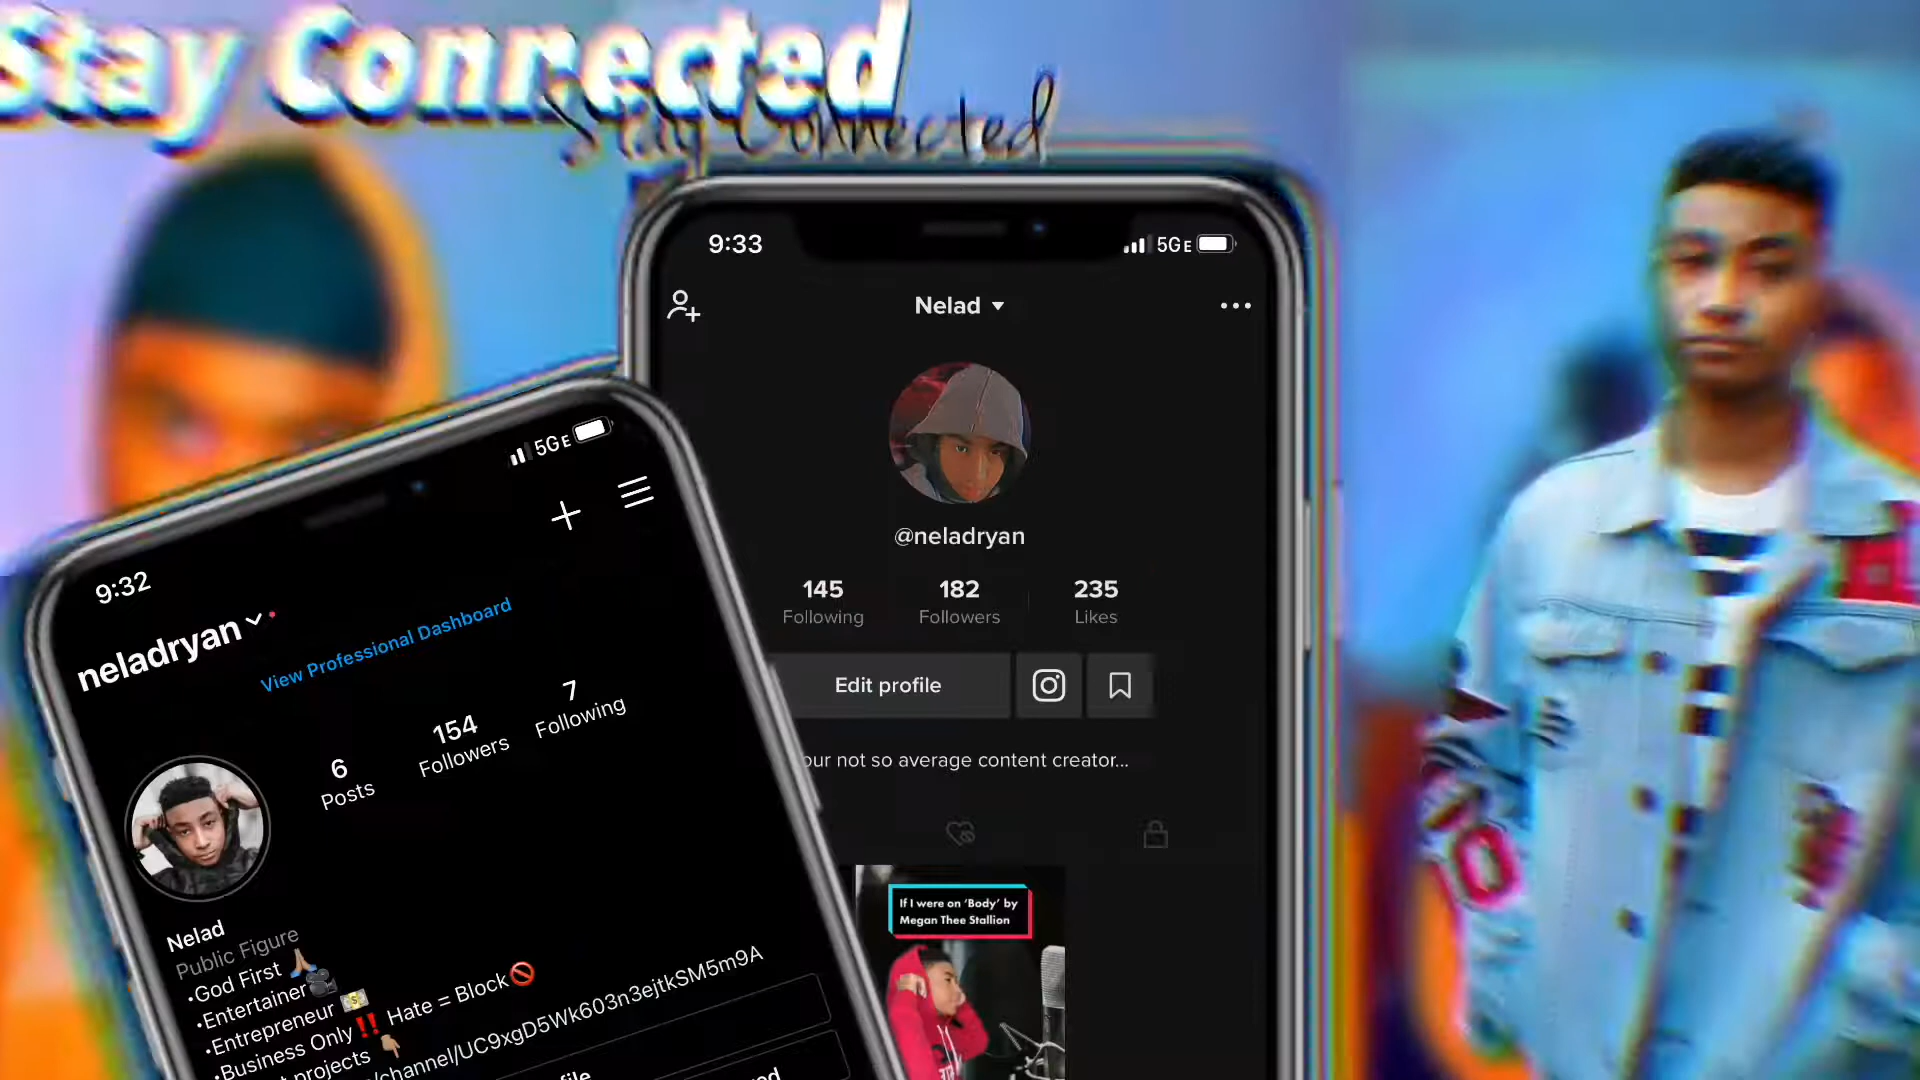 Stay Connected
Stay Connected
9:33
5GE
Nelad
@neladryan
145
Following
182
Followers
235
Likes
Edit profile
our not so average content creator...
If I were on 'Body' by
Megan Thee Stallion
9:32
5GE
neladryan
View Professional Dashboard
6
Posts
154
Followers
7
Following
Nelad
Public Figure
•God First 🙏🏽
•Entertainer🎥
•Entrepreneur 💵
•Business Only‼️ Hate = Block🚫
projects 👇🏽
/channel/UC9xgD5Wk603n3ejtkSM5m9A
70